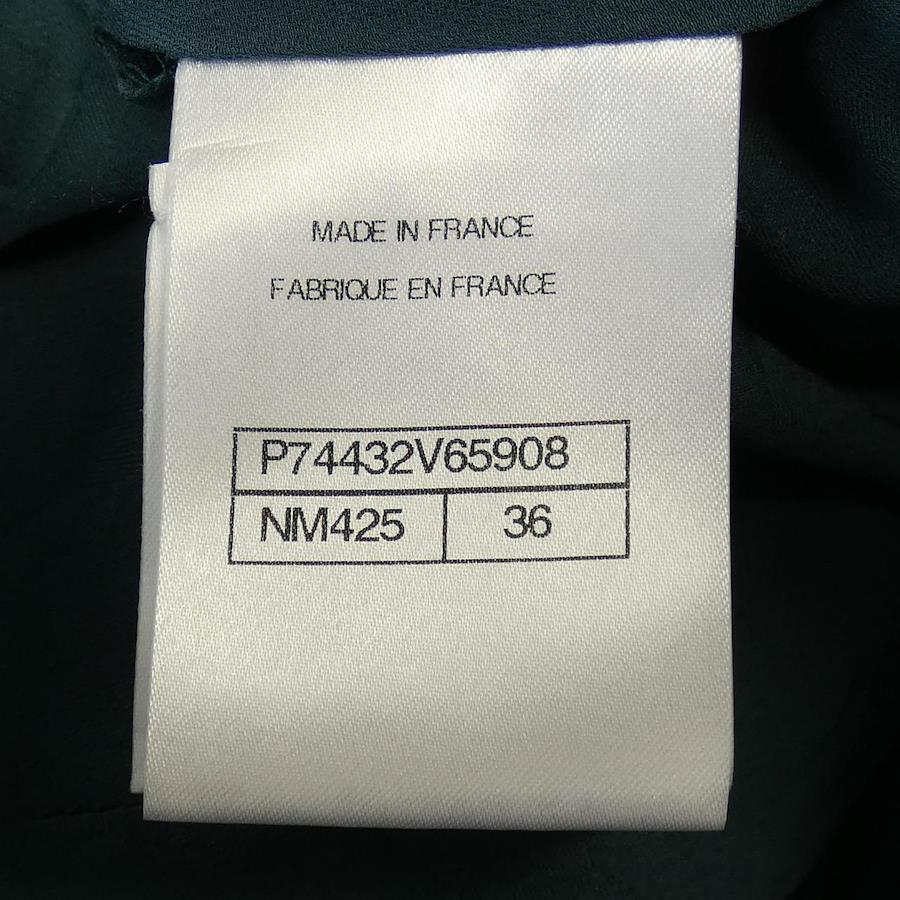 MADE IN FRANCE
FABRIQUE EN FRANCE
P74432V65908
NM425 36